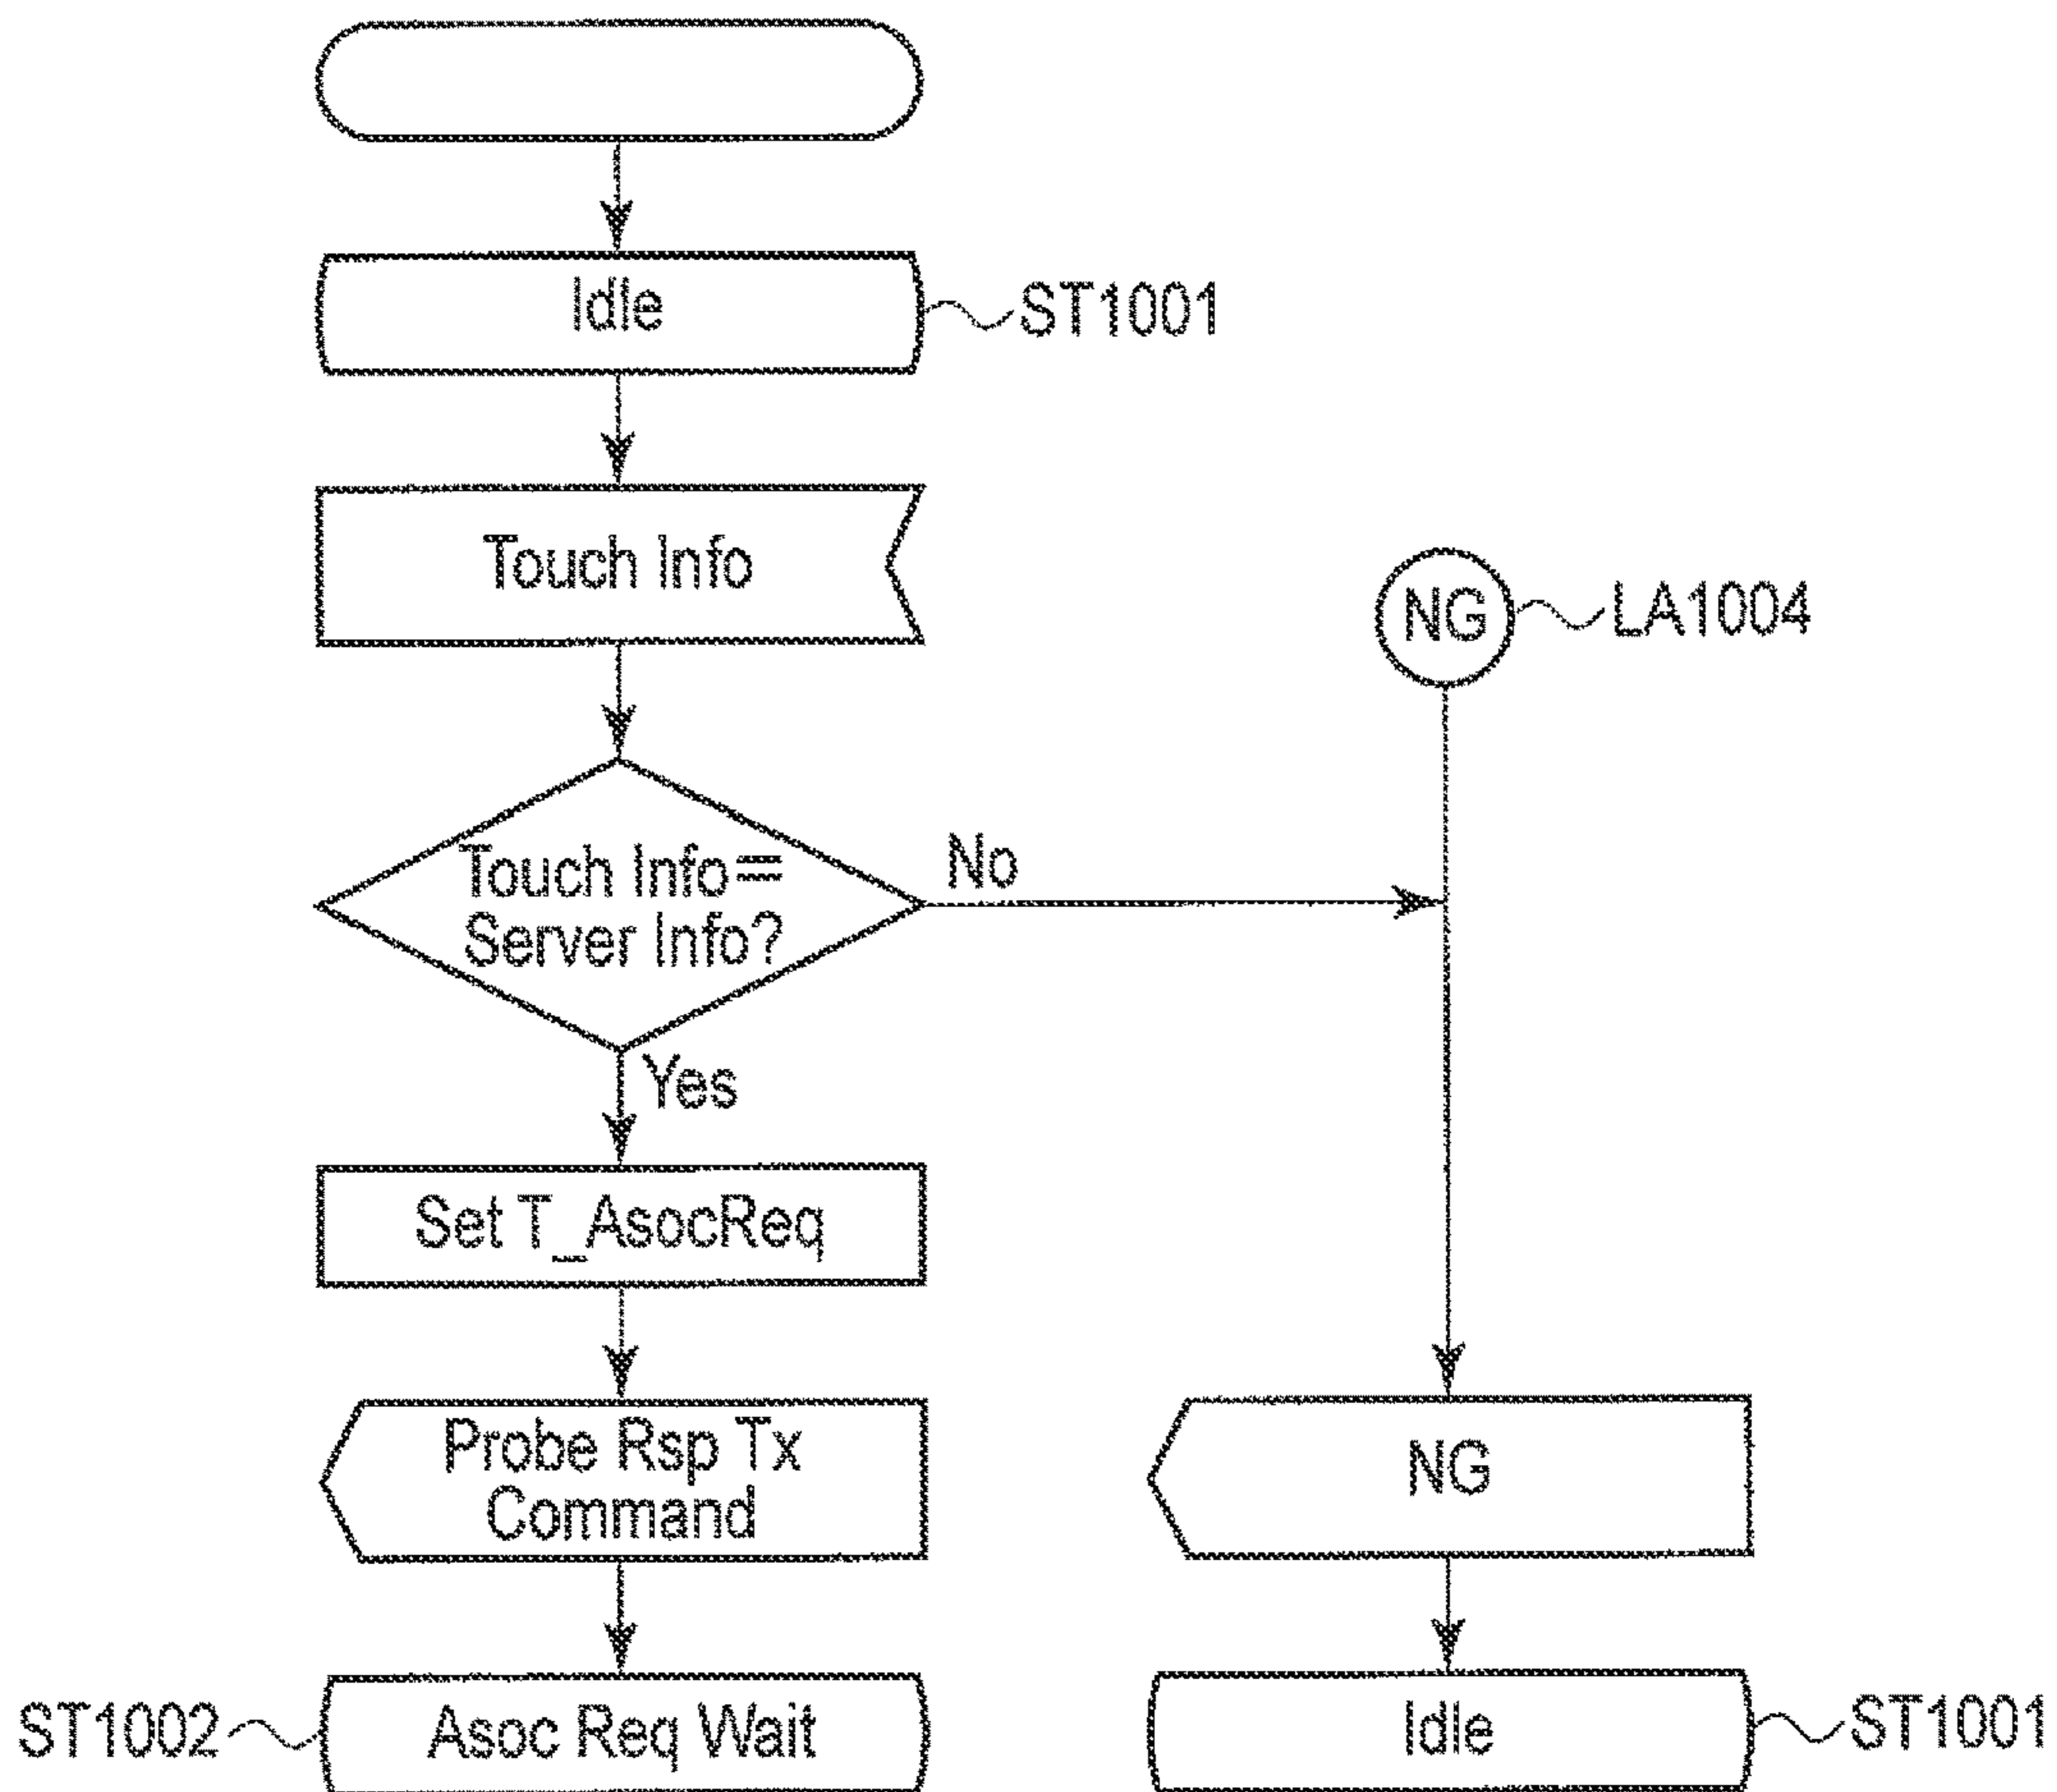 Idle
ST1001
Touch Info
NG
LA1004
Touch Info=
Server Info?
No
Yes
Set T_AsocReq
Probe Rsp Tx
Command
NG
ST1002
Asoc Req Wait
Idle
ST1001